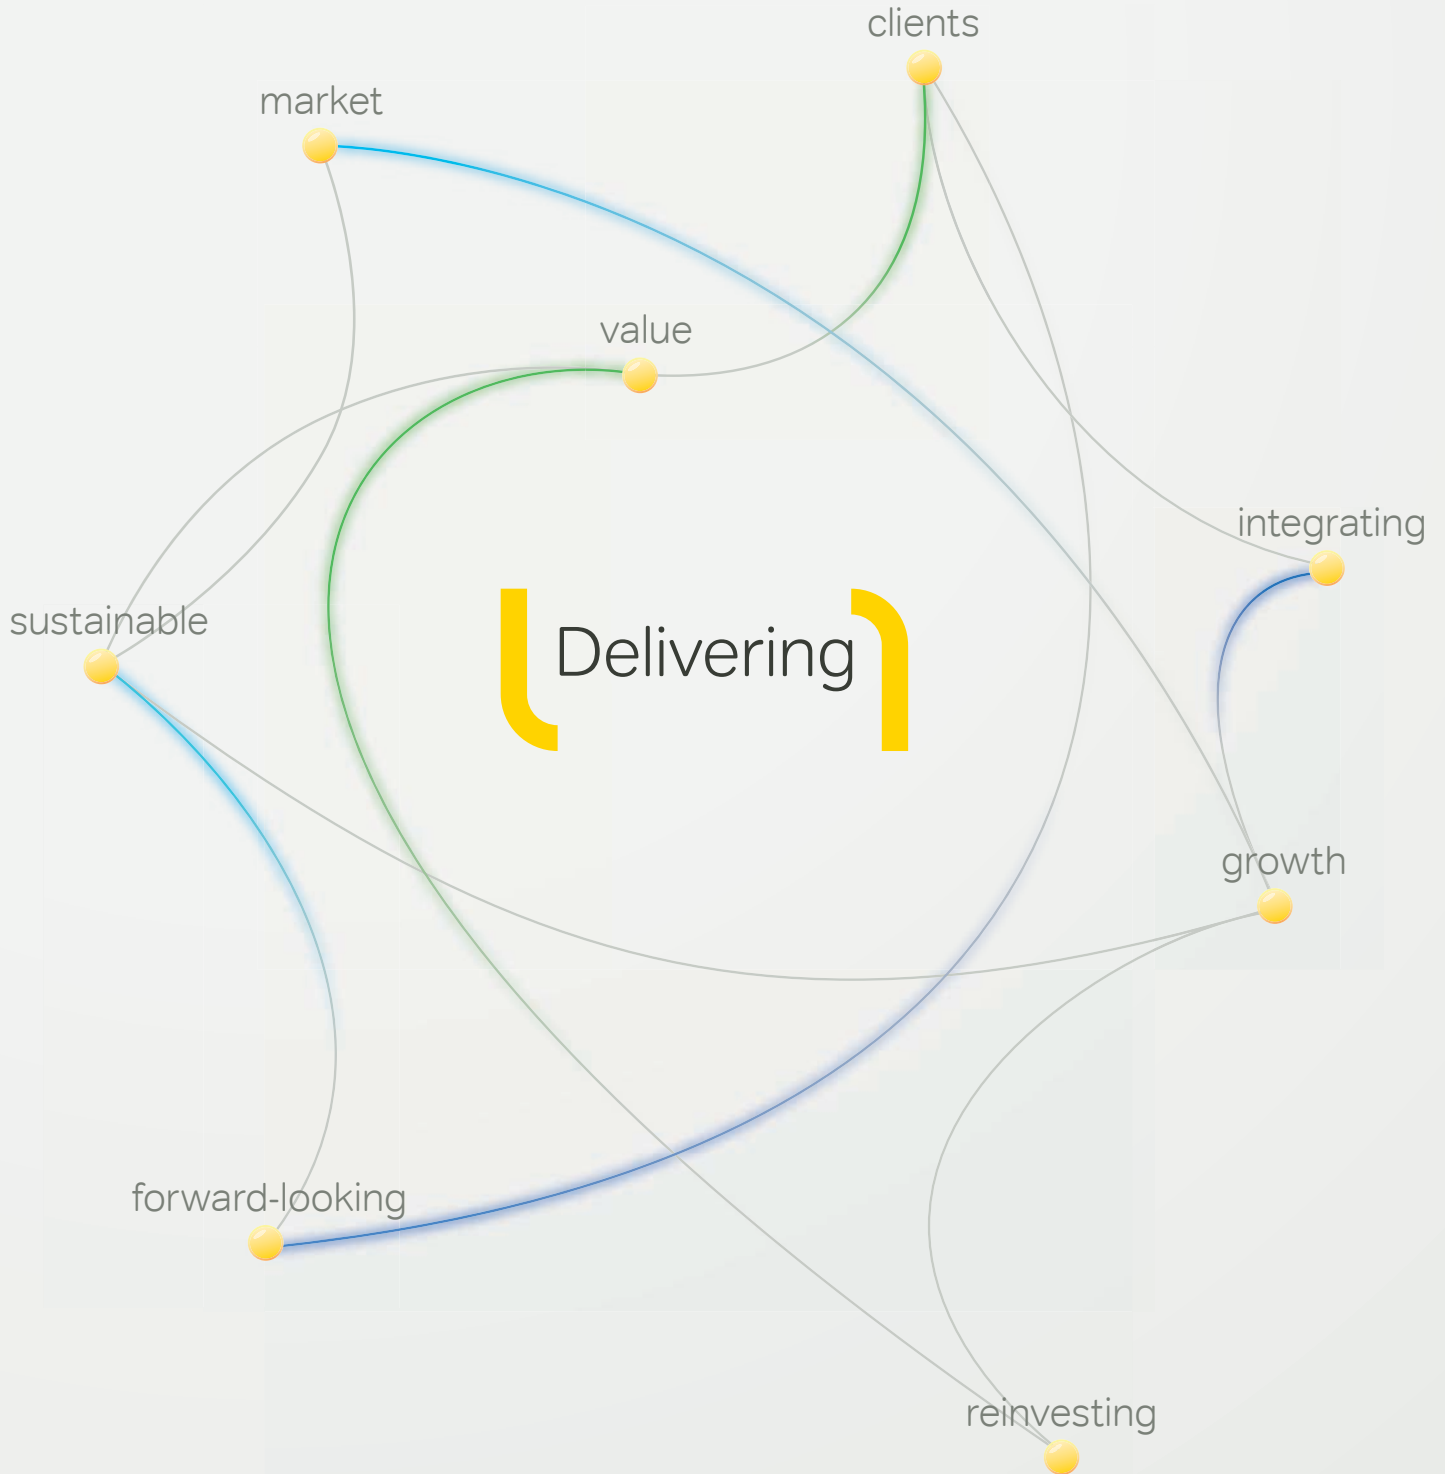 clients
market
value
integrating
sustainable
Delivering
growth
forward-looking
reinvesting